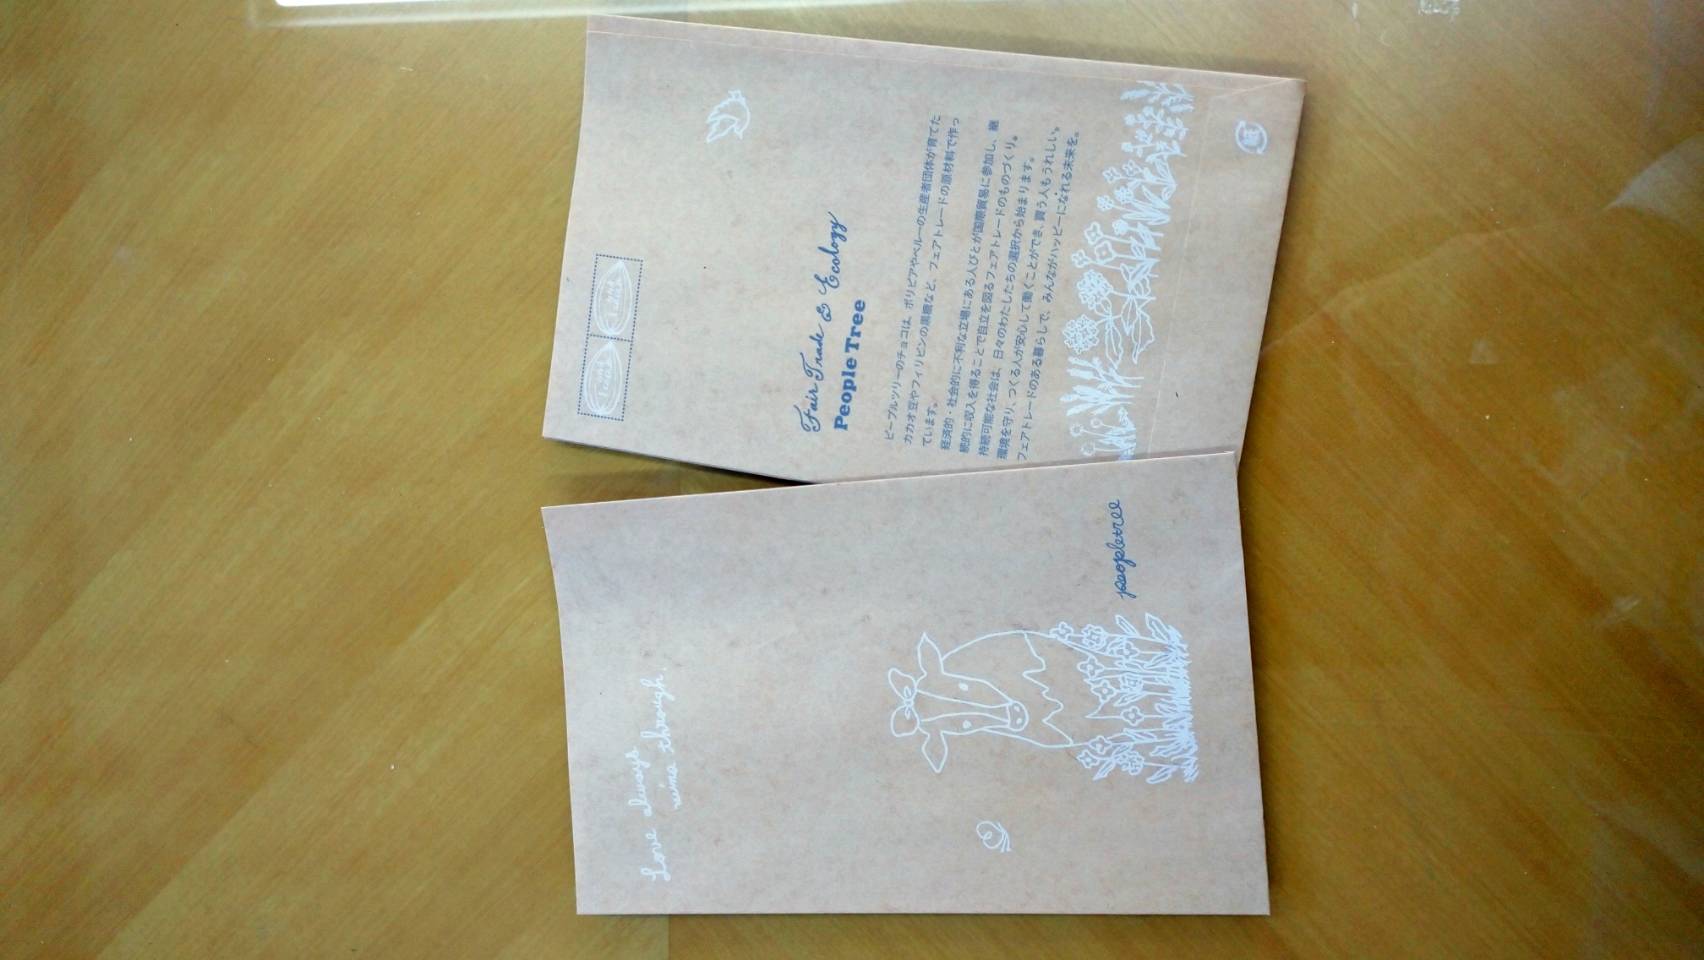 Love always
wins through.
peopletree
Fair Trade & Ecology
People Tree
ピープルツリーのチョコは、ボリビアやペルーの生産者団体が育てた
カカオ豆やフィリピンの黒糖など、フェアトレードの原材料で作っ
ています。
経済的・社会的に不利な立場にある人びとが国際貿易に参加し、継
続的に収入を得ることで自立を図るフェアトレードのものづくり。
持続可能な社会は、日々のわたしたちの選択から始まります。
環境を守り、つくる人が安心して働くことができ、買う人もうれしい。
フェアトレードのある暮らしで、みんながハッピーになれる未来を。
紙